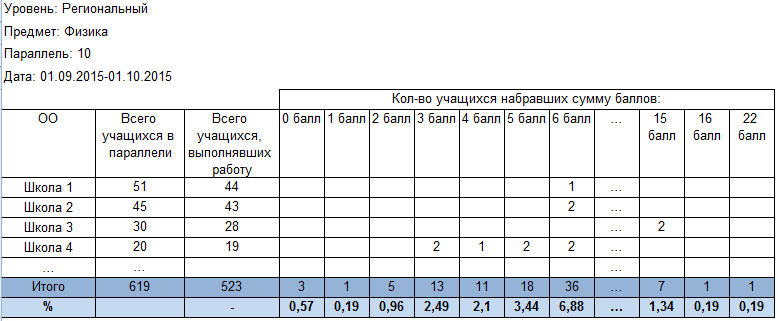 Уровень: Региональный
Предмет: Физика
Параллель: 10
Дата: 01.09.2015-01.10.2015
Кол-во учащихся набравших сумму баллов:
ОО Всего учащихся в параллели Всего учащихся, выполнявших работу 0 балл 1 балл 2 балл 3 балл 4 балл 5 балл 6 балл ... 15 балл 16 балл 22 балл
Школа 1 51 44 1 ...
Школа 2 45 43 2 ...
Школа 3 30 28 ... 2
Школа 4 20 19 2 1 2 2 ...
... ...
Итого 619 523 3 1 5 13 11 18 36 ... 7 1 1
% - 0,57 0,19 0,96 2,49 2,1 3,44 6,88 ... 1,34 0,19 0,19